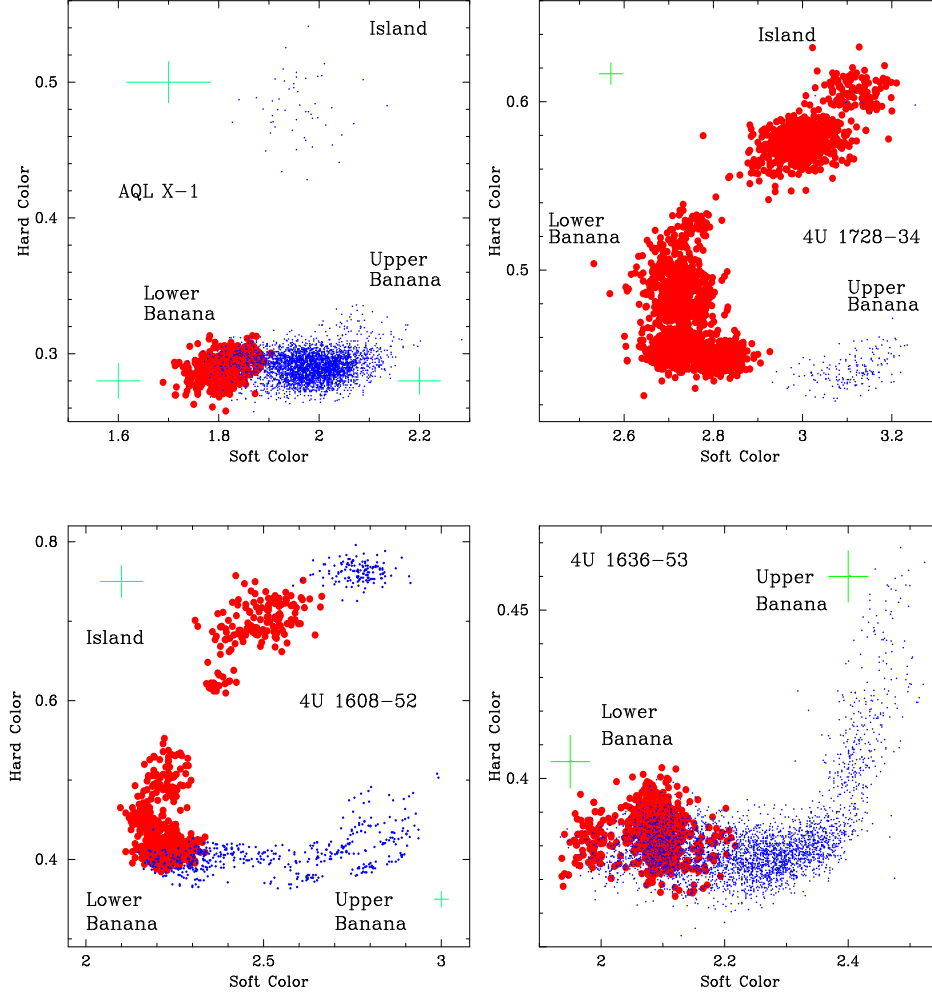 Island
0.5
AQL X-1
0.4
Hard Color
Upper
Banana
Lower
Banana
0.3
1.6
1.8
2
2.2
Soft Color
Island
0.6
Lower
Banana
4U 1728-34
Hard Color
0.5
Upper
Banana
2.6
2.8
3
3.2
Soft Color
0.8
Island
0.6
4U 1608-52
Hard Color
0.4
Lower
Banana
Upper
Banana
2
2.5
3
Soft Color
4U 1636-53
Upper
Banana
0.45
Lower
Banana
Hard Color
0.4
2
2.2
2.4
Soft Color